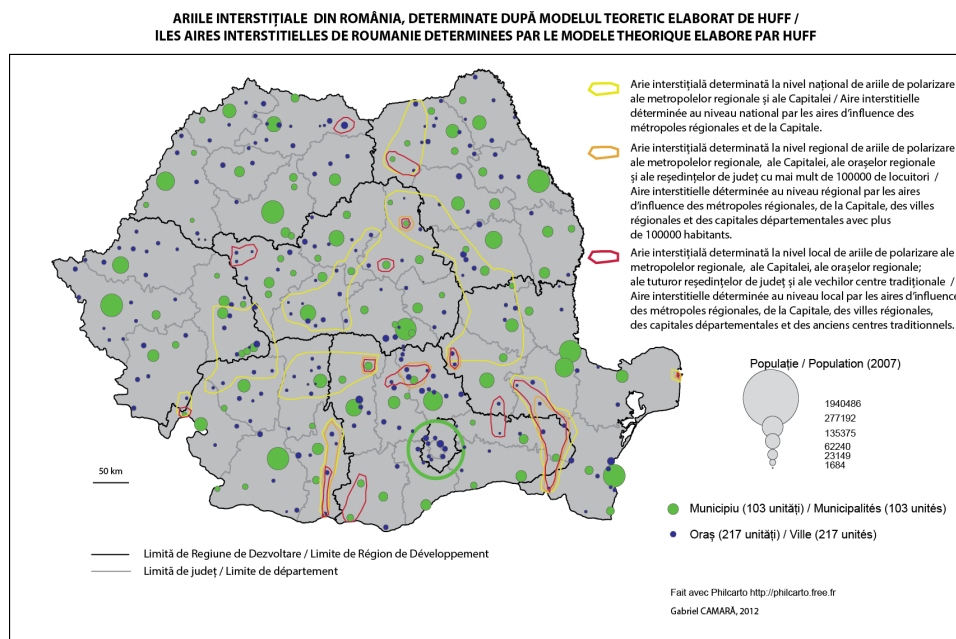 ARIILE INTERSTIȚIALE DIN ROMÂNIA, DETERMINATE DUPĂ MODELUL TEORETIC ELABORAT DE HUFF /
ILES AIRES INTERSTITIELLES DE ROUMANIE DETERMINEES PAR LE MODELE THEORIQUE ELABORE PAR HUFF
Arie interstițială determinată la nivel național de ariile de polarizare
ale metropolelor regionale și ale Capitalei / Aire interstitielle
déterminée au niveau national par les aires d'influence des
métropoles régionales et de la Capitale.
Arie interstițială determinată la nivel regional de ariile de polarizare
ale metropolelor regionale, ale Capitalei, ale orașelor regionale
și ale reședințelor de județ cu mai mult de 100000 de locuitori /
Aire interstitielle déterminée au niveau régional par les aires
d'influence des métropoles régionales, de la Capitale, des villes
régionales et des capitales départementales avec plus
de 100000 habitants.
Arie interstițială determinată la nivel local de ariile de polarizare ale
metropolelor regionale, ale Capitalei, ale orașelor regionale;
ale tuturor reședințelor de județ și ale vechilor centre tradiționale /
Aire interstitielle déterminée au niveau local par les aires d'influence
des métropoles régionales, de la Capitale, des villes régionales,
des capitales départementales et des anciens centres traditionnels.
Populație / Population (2007)
1940486
277192
135375
62240
23149
1684
50 km
Municipiu (103 unități) / Municipalités (103 unités)
Oraș (217 unități) / Ville (217 unités)
Limită de Regiune de Dezvoltare / Limite de Région de Développement
Limită de județ / Limite de département
Fait avec Philcarto http://philcarto.free.fr
Gabriel CAMARĂ, 2012